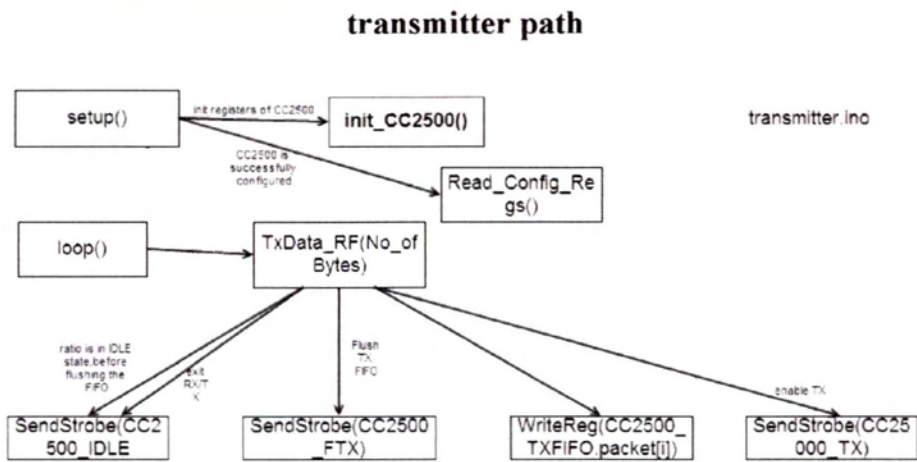 transmitter path
setup()
init registers of CC2500
init_CC2500()
transmitter.ino
CC2500 is
successfully
configured
Read_Config_Re
gs()
loop()
TxData_RF(No_of
Bytes)
ratio is in IDLE
state,before
flushing the
FIFO
exit
RX/T
X
Flush
TX
FIFO
enable TX
SendStrobe(CC2
500_IDLE
SendStrobe(CC2500
_FTX)
WriteReg(CC2500_
TXFIFO.packet[i])
SendStrobe(CC25
000_TX)